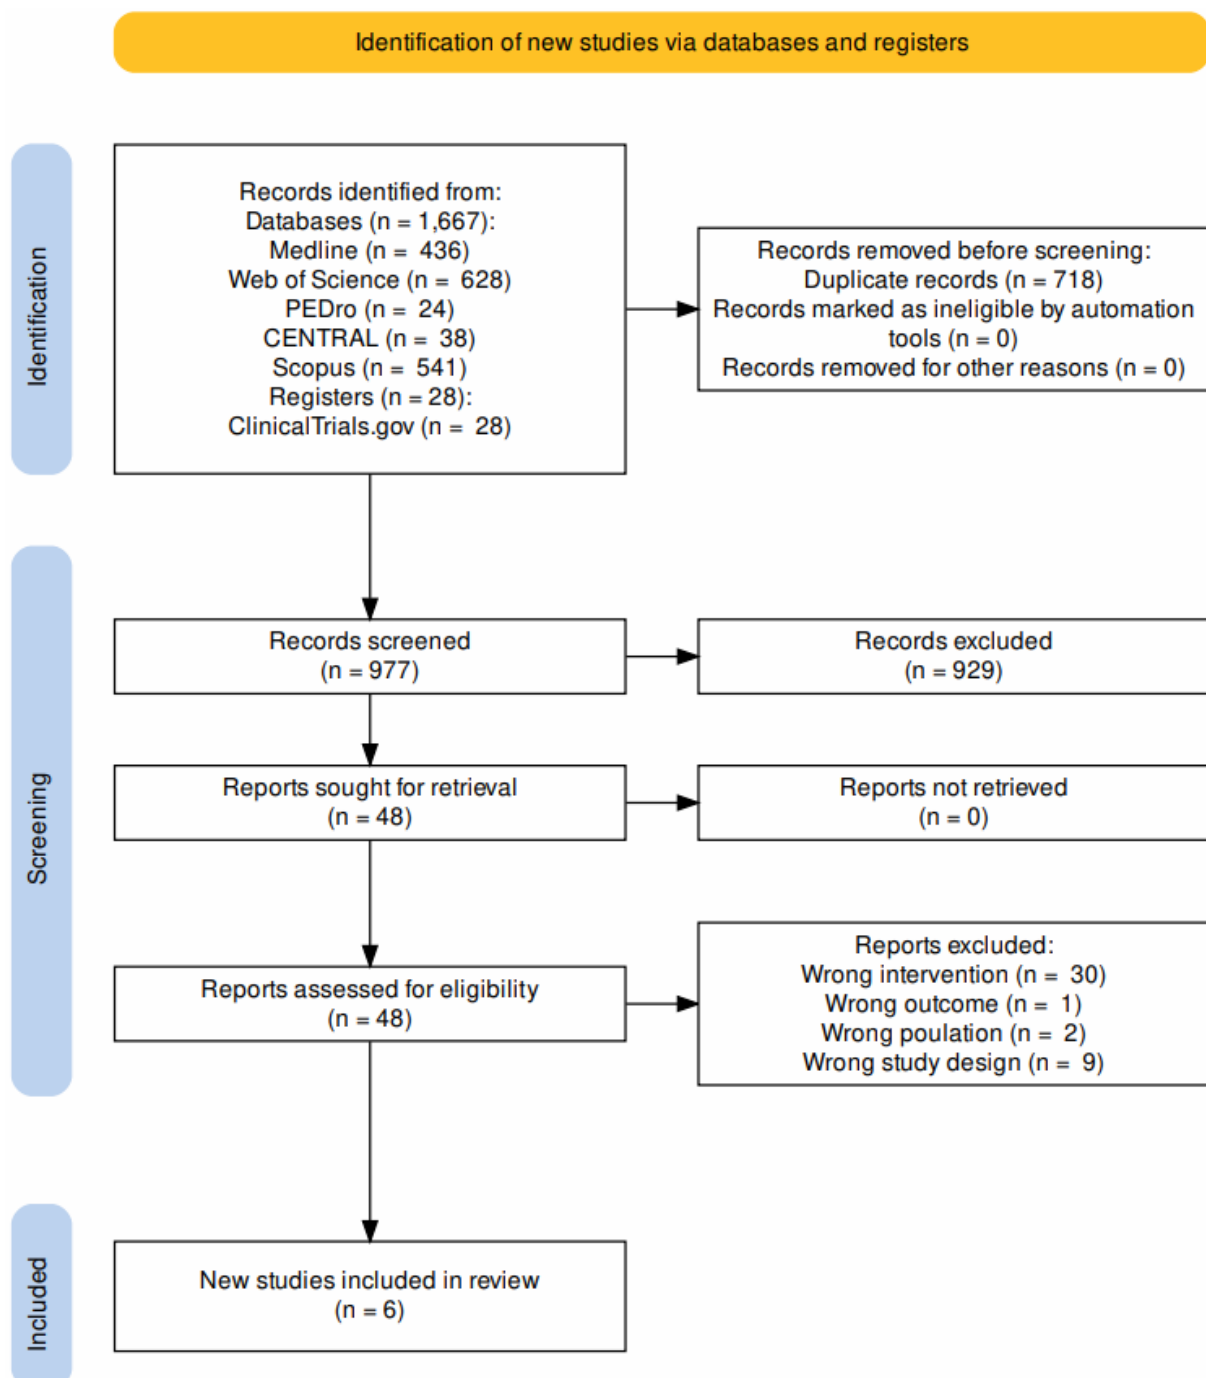 Identification of new studies via databases and registers
Identification
Records identified from:
Databases (n = 1,667):
Medline (n = 436)
Web of Science (n = 628)
PEDro (n = 24)
CENTRAL (n = 38)
Scopus (n = 541)
Registers (n = 28):
ClinicalTrials.gov (n = 28)
Records removed before screening:
Duplicate records (n = 718)
Records marked as ineligible by automation
tools (n = 0)
Records removed for other reasons (n = 0)
Screening
Records screened
(n = 977)
Records excluded
(n = 929)
Reports sought for retrieval
(n = 48)
Reports not retrieved
(n = 0)
Reports assessed for eligibility
(n = 48)
Reports excluded:
Wrong intervention (n = 30)
Wrong outcome (n = 1)
Wrong poulation (n = 2)
Wrong study design (n = 9)
Included
New studies included in review
(n = 6)